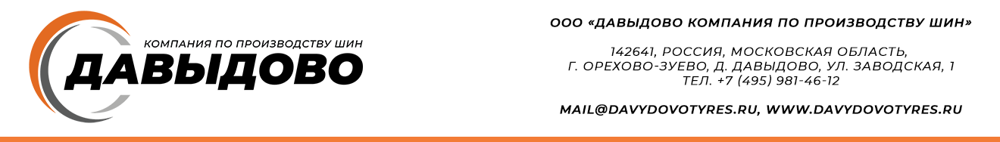 КОМПАНИЯ ПО ПРОИЗВОДСТВУ ШИН
ДАВЫДОВО
ООО «ДАВЫДОВО КОМПАНИЯ ПО ПРОИЗВОДСТВУ ШИН»
142641, РОССИЯ, МОСКОВСКАЯ ОБЛАСТЬ,
Г. ОРЕХОВО-ЗУЕВО, Д. ДАВЫДОВО, УЛ. ЗАВОДСКАЯ, 1
ТЕЛ. +7 (495) 981-46-12
MAIL@DAVYDOVOTYRES.RU, WWW.DAVYDOVOTYRES.RU